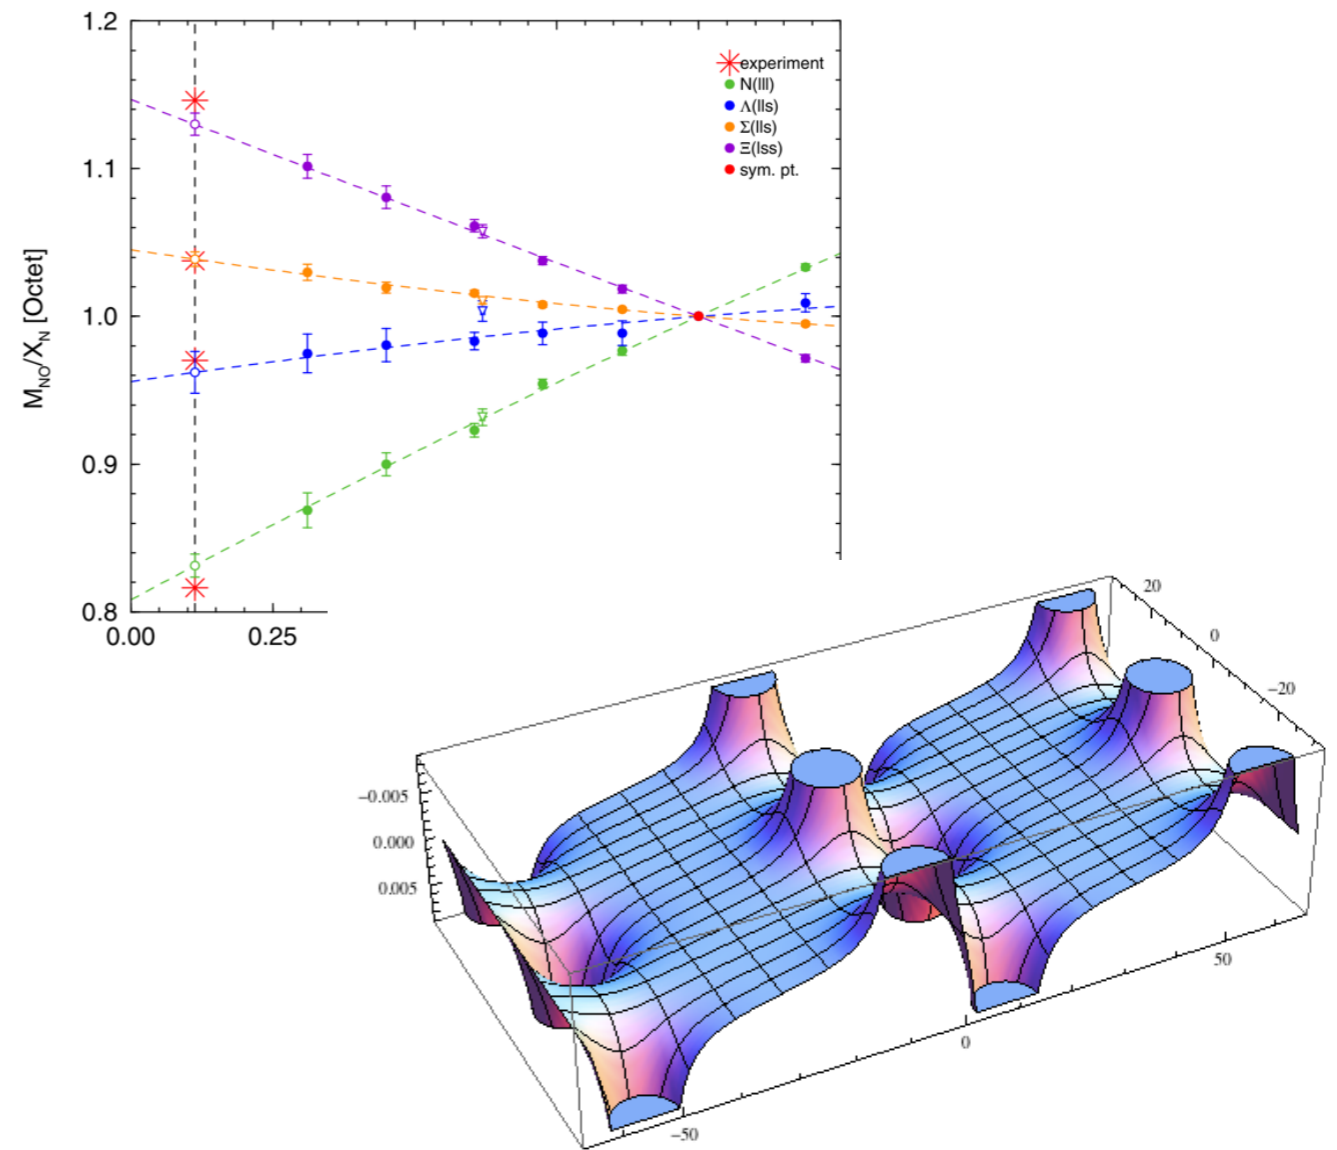 1.2
experiment
N(lll)
Λ(lls)
Σ(lls)
Ξ(lss)
sym. pt.
1.1
1.0
M_NO/X_N [Octet]
0.9
0.8
0.00 0.25
20
0
−20
−0.005
0.000
0.005
50
0
−50